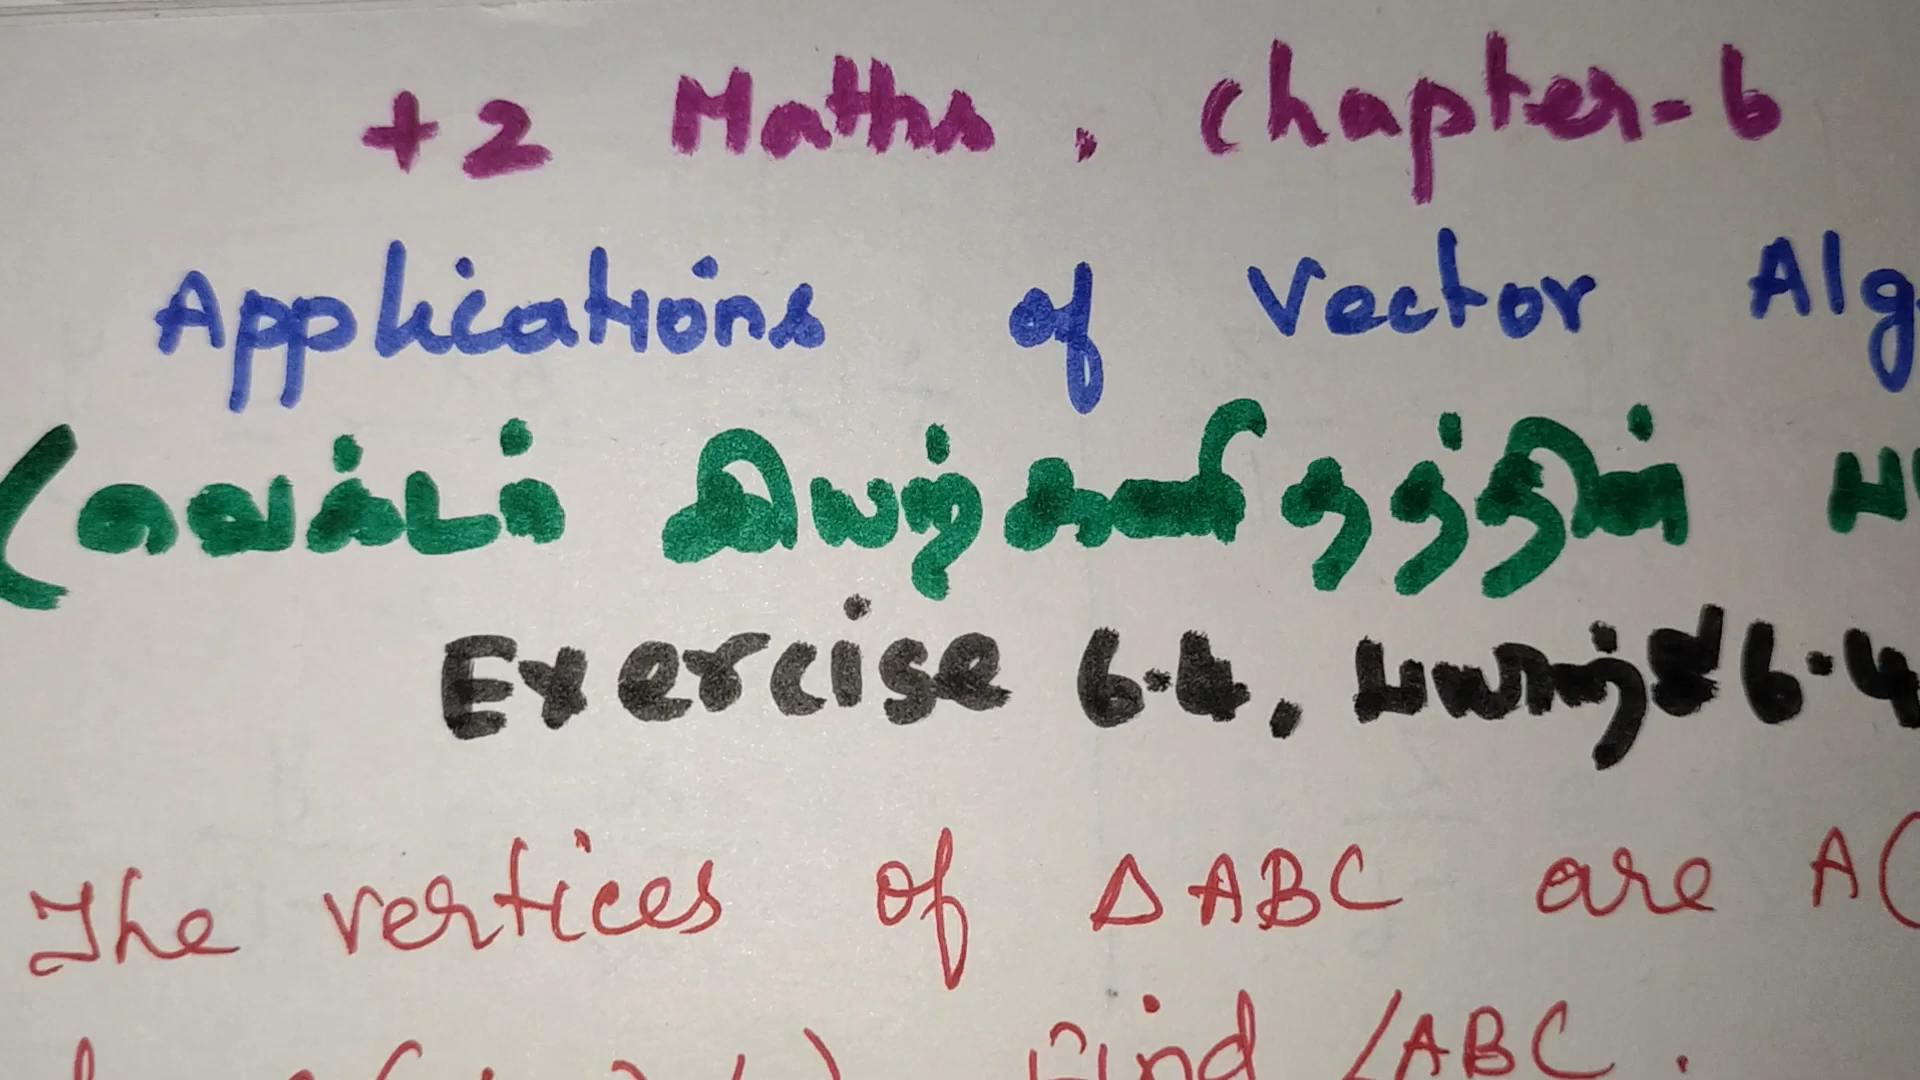 +2 Maths, Chapter-6
Applications of Vector Alg
(வெக்டர் இயற்கணிதத்தின்
Exercise 6.4, பயிற்சி 6.4
The vertices of ΔABC are A(
Find ∠ABC.